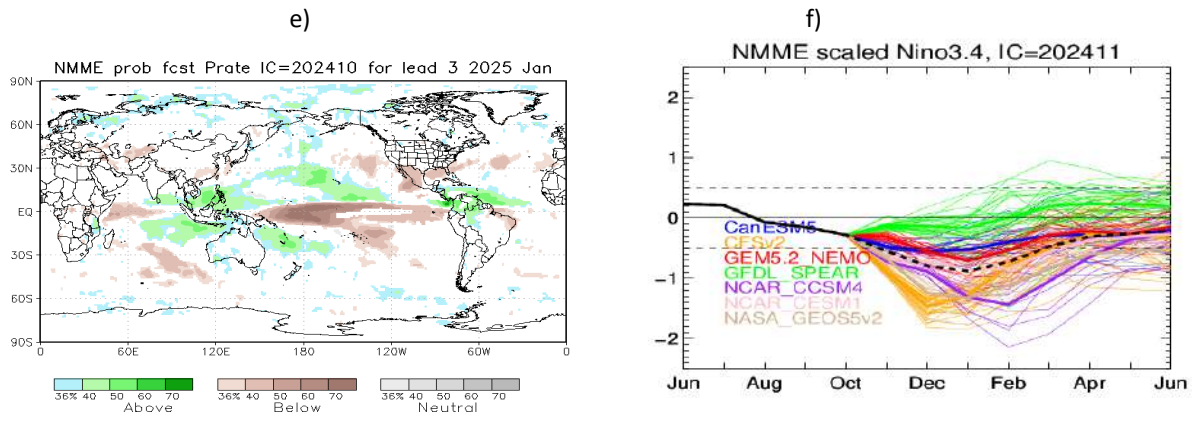 e)
NMME prob fcst Prate IC=202410 for lead 3 2025 Jan
90N
60N
30N
EQ
30S
60S
90S
0 60E 120E 180 120W 60W 0
36% 40 50 60 70
Above
36% 40 50 60 70
Below
36% 40 50 60 70
Neutral
f)
NMME scaled Nino3.4, IC=202411
2
1
0
-1
-2
CanESM5
CFSv2
GEM5.2_NEMO
GFDL_SPEAR
NCAR_CCSM4
NCAR_CESM1
NASA_GEOS5v2
Jun Aug Oct Dec Feb Apr Jun